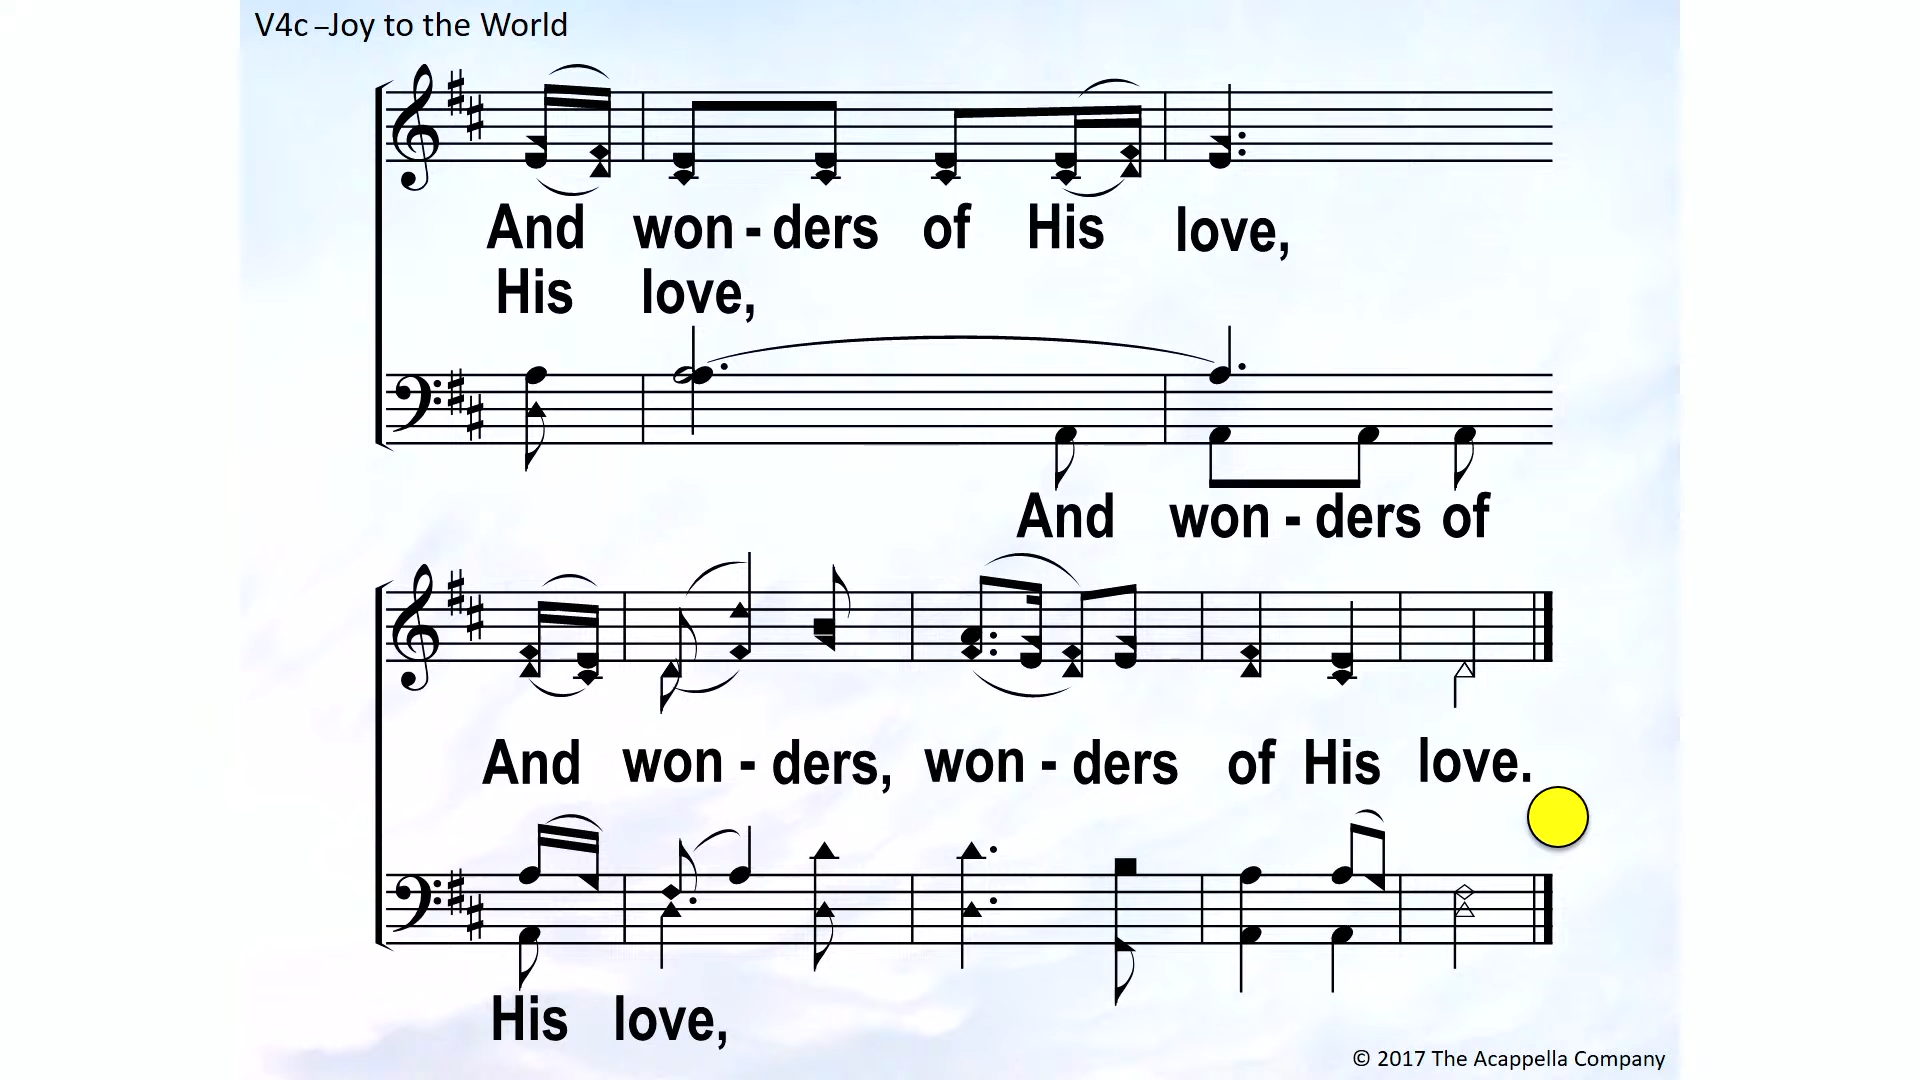 V4c –Joy to the World
And won - ders of His love,
His love,
And won - ders of
And won - ders, won - ders of His love.
His love,
© 2017 The Acappella Company